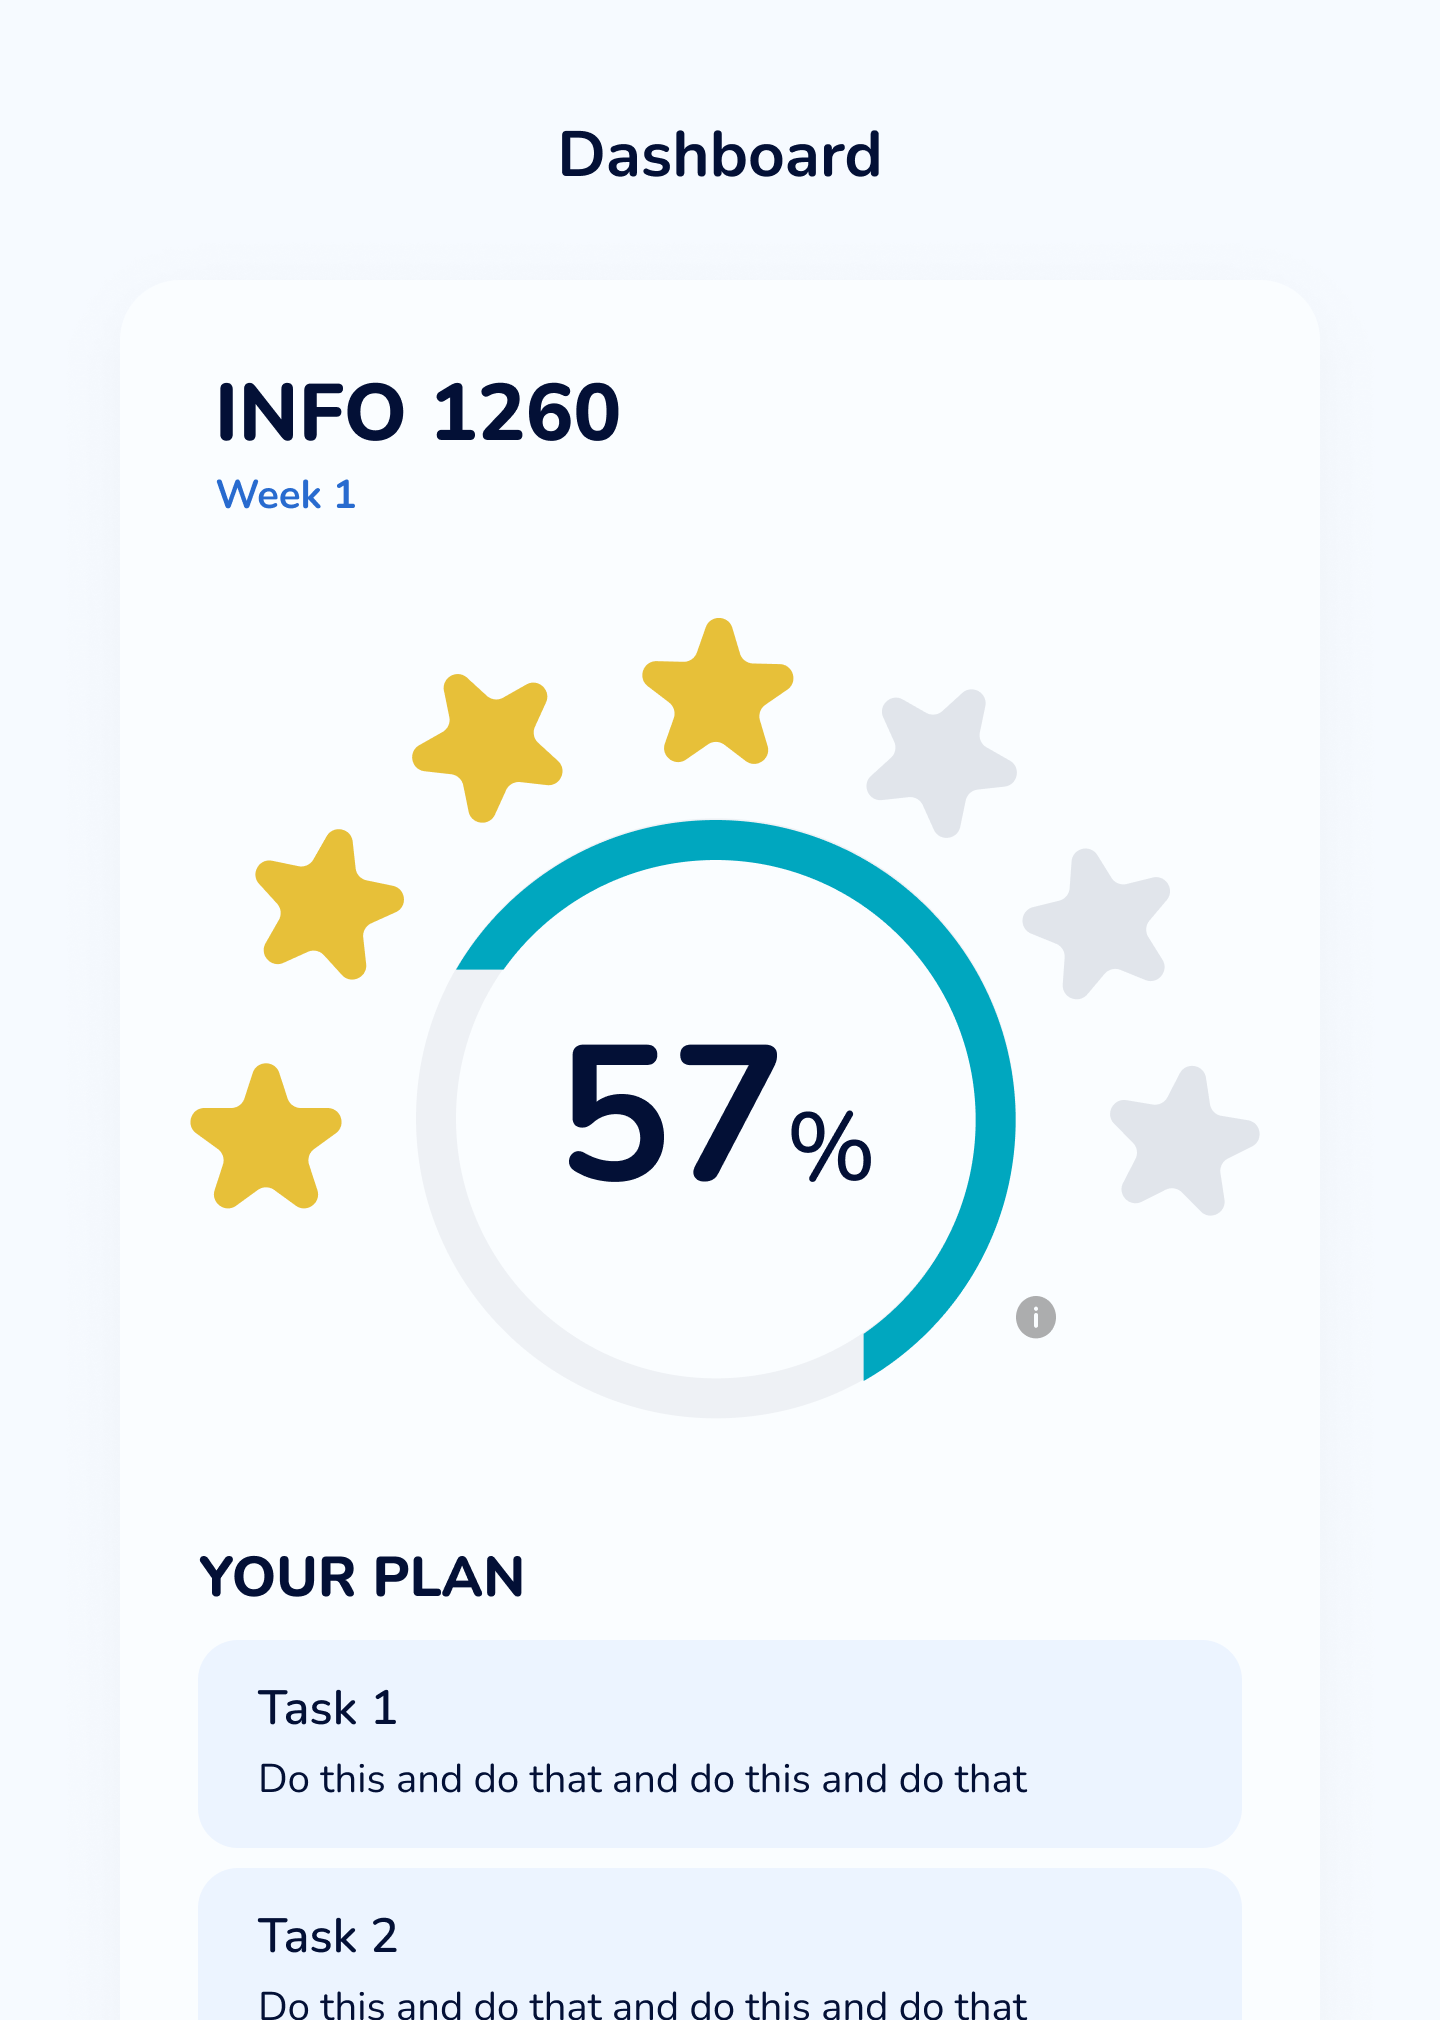 Dashboard
INFO 1260
Week 1
57%
i
YOUR PLAN
Task 1
Do this and do that and do this and do that
Task 2
Do this and do that and do this and do that